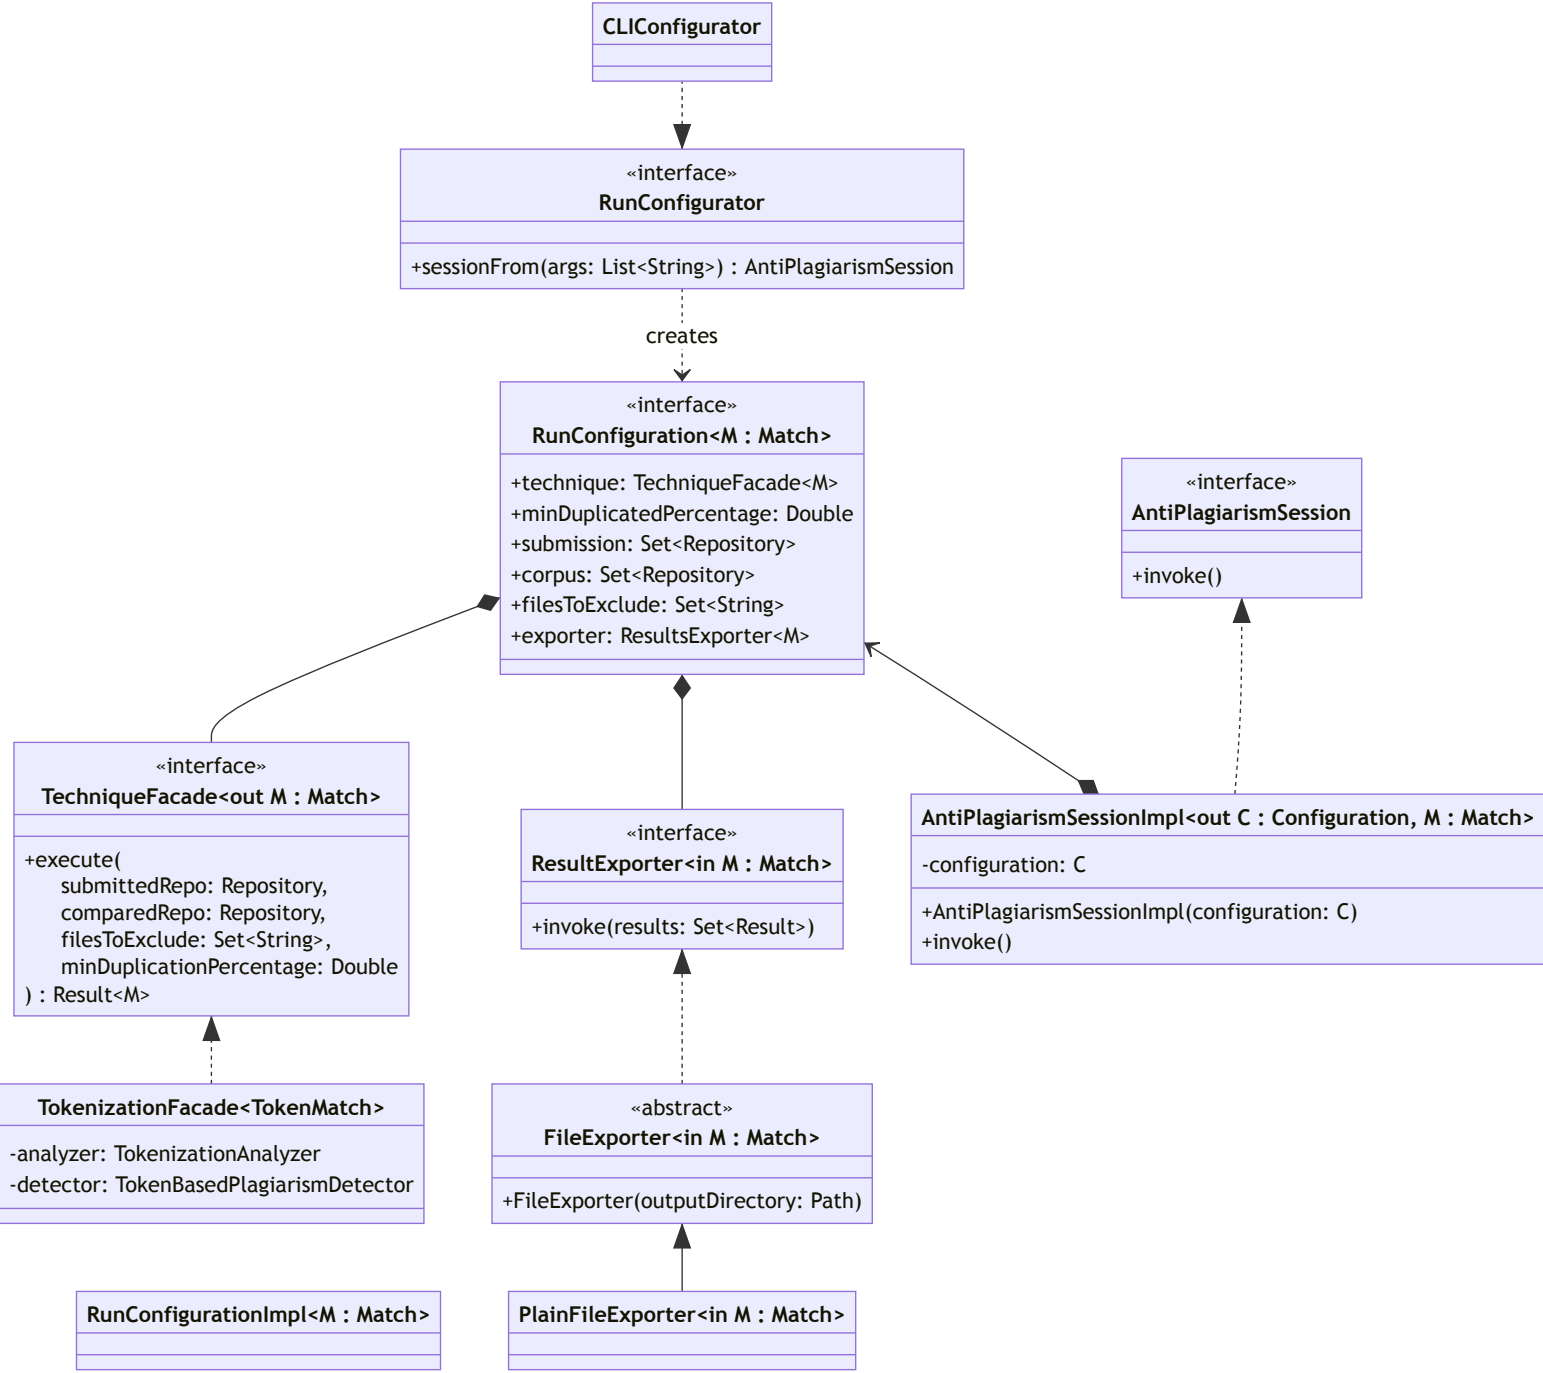 CLIConfigurator
«interface»
RunConfigurator
+sessionFrom(args: List<String>) : AntiPlagiarismSession
creates
«interface»
RunConfiguration<M : Match>
+technique: TechniqueFacade<M>
+minDuplicatedPercentage: Double
+submission: Set<Repository>
+corpus: Set<Repository>
+filesToExclude: Set<String>
+exporter: ResultsExporter<M>
«interface»
AntiPlagiarismSession
+invoke()
«interface»
TechniqueFacade<out M : Match>
+execute(
submittedRepo: Repository,
comparedRepo: Repository,
filesToExclude: Set<String>,
minDuplicationPercentage: Double
) : Result<M>
«interface»
ResultExporter<in M : Match>
+invoke(results: Set<Result>)
AntiPlagiarismSessionImpl<out C : Configuration, M : Match>
-configuration: C
+AntiPlagiarismSessionImpl(configuration: C)
+invoke()
TokenizationFacade<TokenMatch>
-analyzer: TokenizationAnalyzer
-detector: TokenBasedPlagiarismDetector
«abstract»
FileExporter<in M : Match>
+FileExporter(outputDirectory: Path)
RunConfigurationImpl<M : Match>
PlainFileExporter<in M : Match>